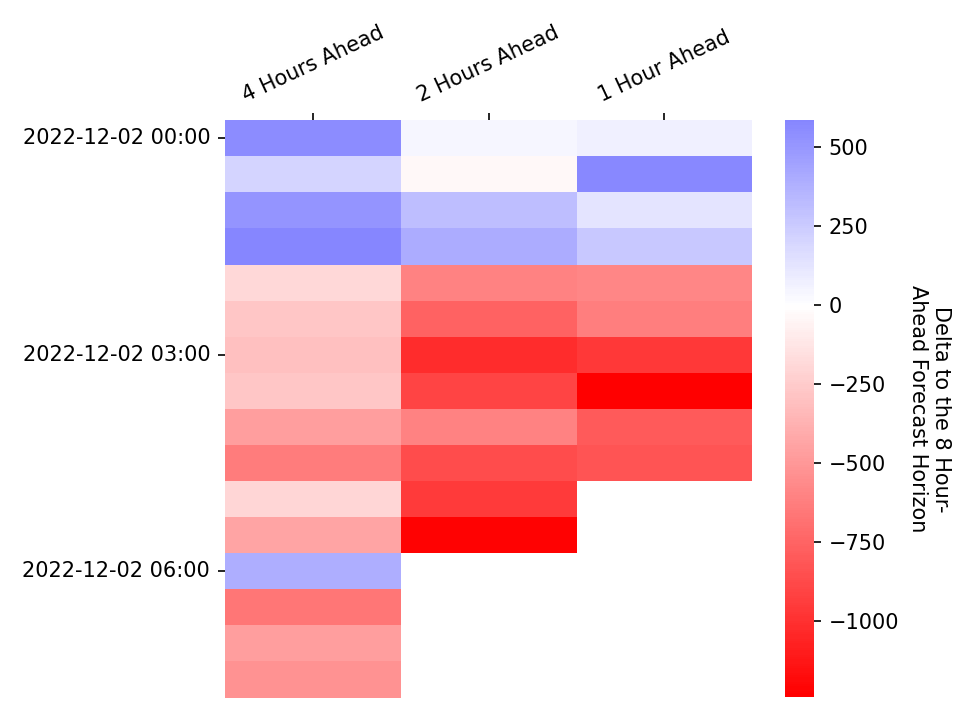 4 Hours Ahead
2 Hours Ahead
1 Hour Ahead
2022-12-02 00:00
2022-12-02 03:00
2022-12-02 06:00
500
250
0
−250
−500
−750
−1000
Delta to the 8 Hour-
Ahead Forecast Horizon